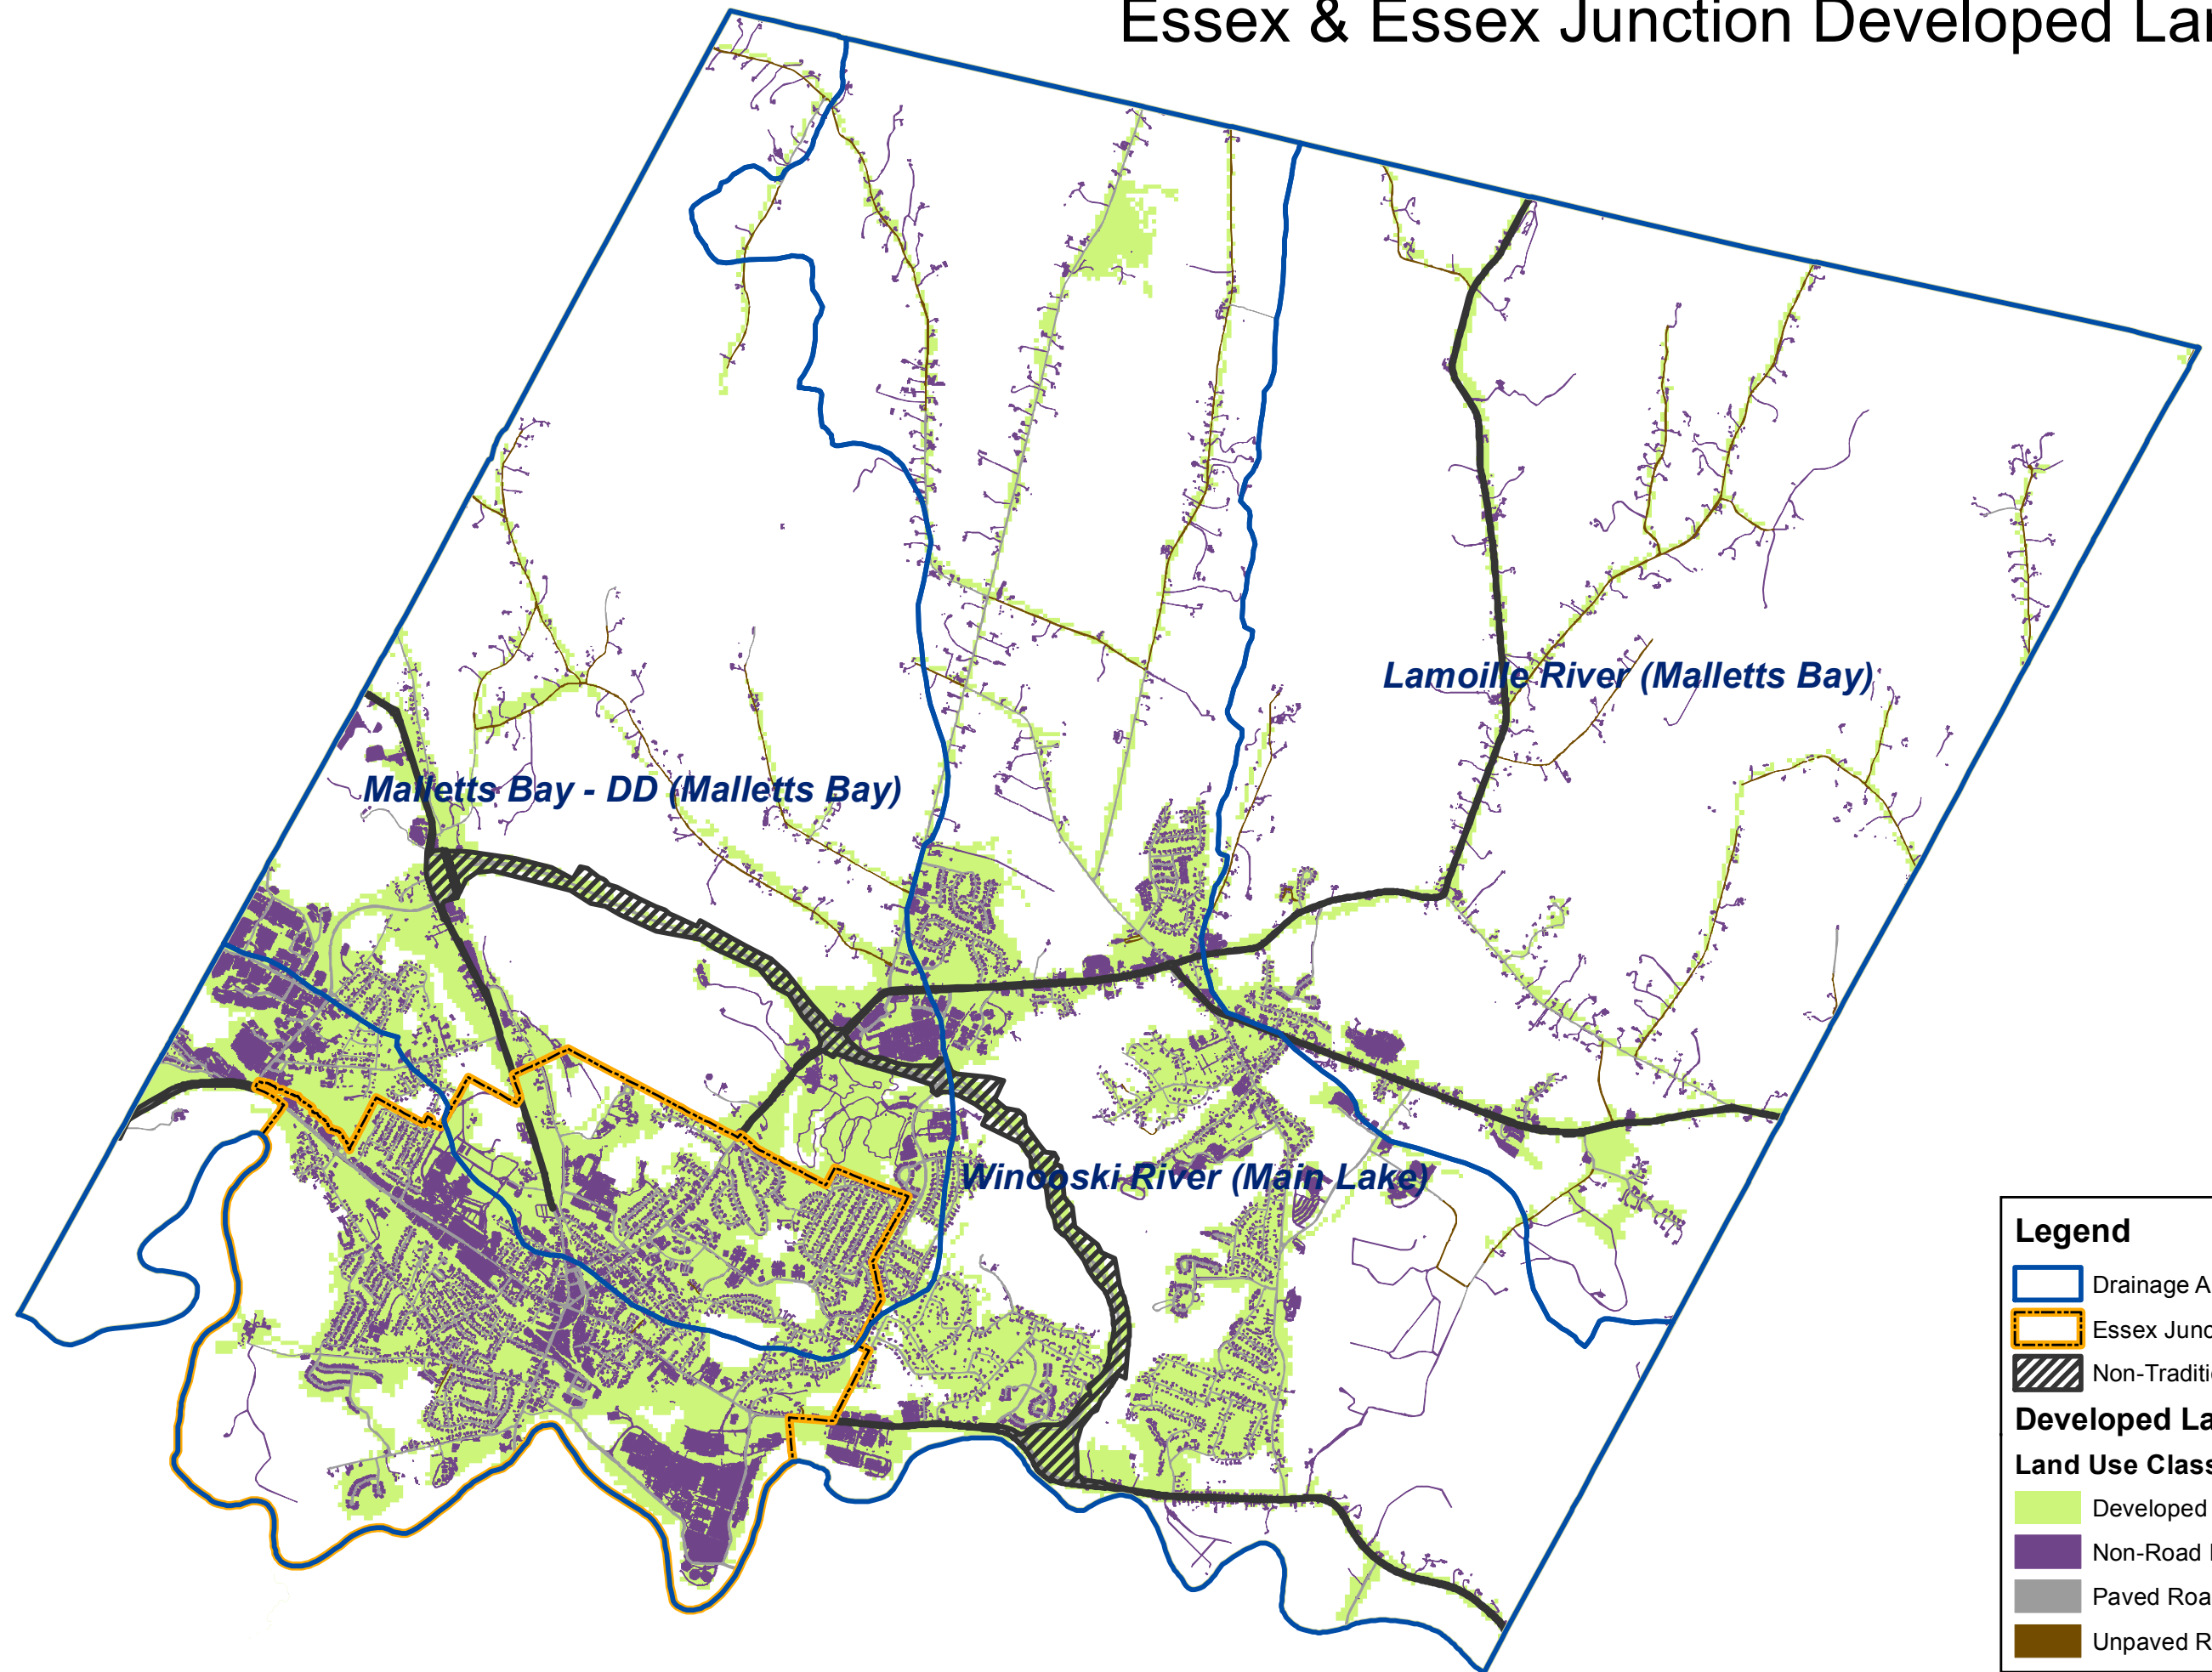 Essex & Essex Junction Developed Lan
Lamoille River (Malletts Bay)
Malletts Bay - DD (Malletts Bay)
Winooski River (Main Lake)
Legend
Drainage A
Essex Junc
Non-Traditi
Developed La
Land Use Class
Developed
Non-Road
Paved Roa
Unpaved R